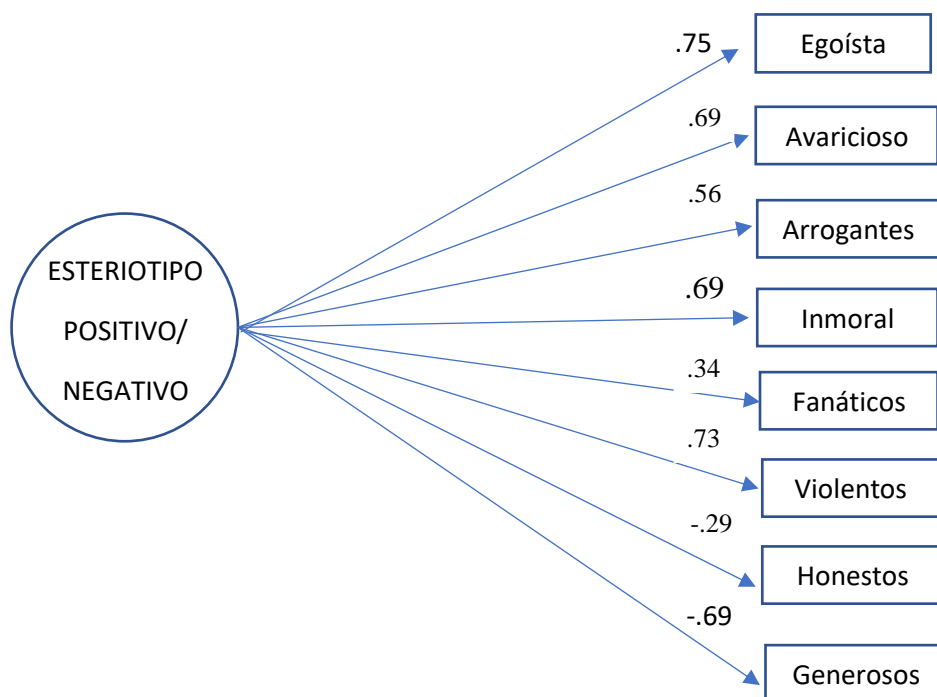 .75
Egoísta
.69
Avaricioso
.56
Arrogantes
ESTERIOTIPO
POSITIVO/
NEGATIVO
.69
Inmoral
.34
Fanáticos
.73
Violentos
-.29
Honestos
-.69
Generosos